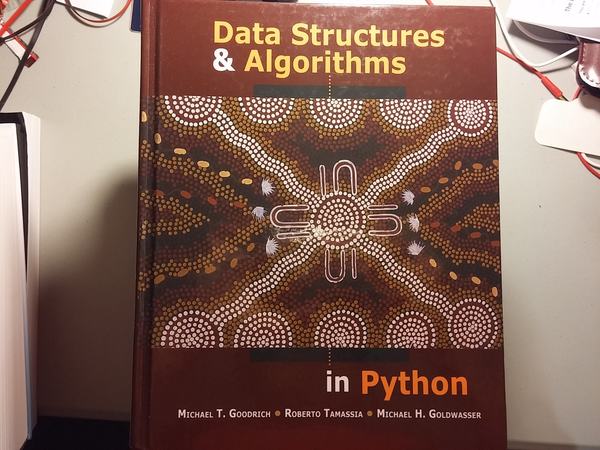 Data Structures
& Algorithms
in Python
Michael T. Goodrich • Roberto Tamassia • Michael H. Goldwasser